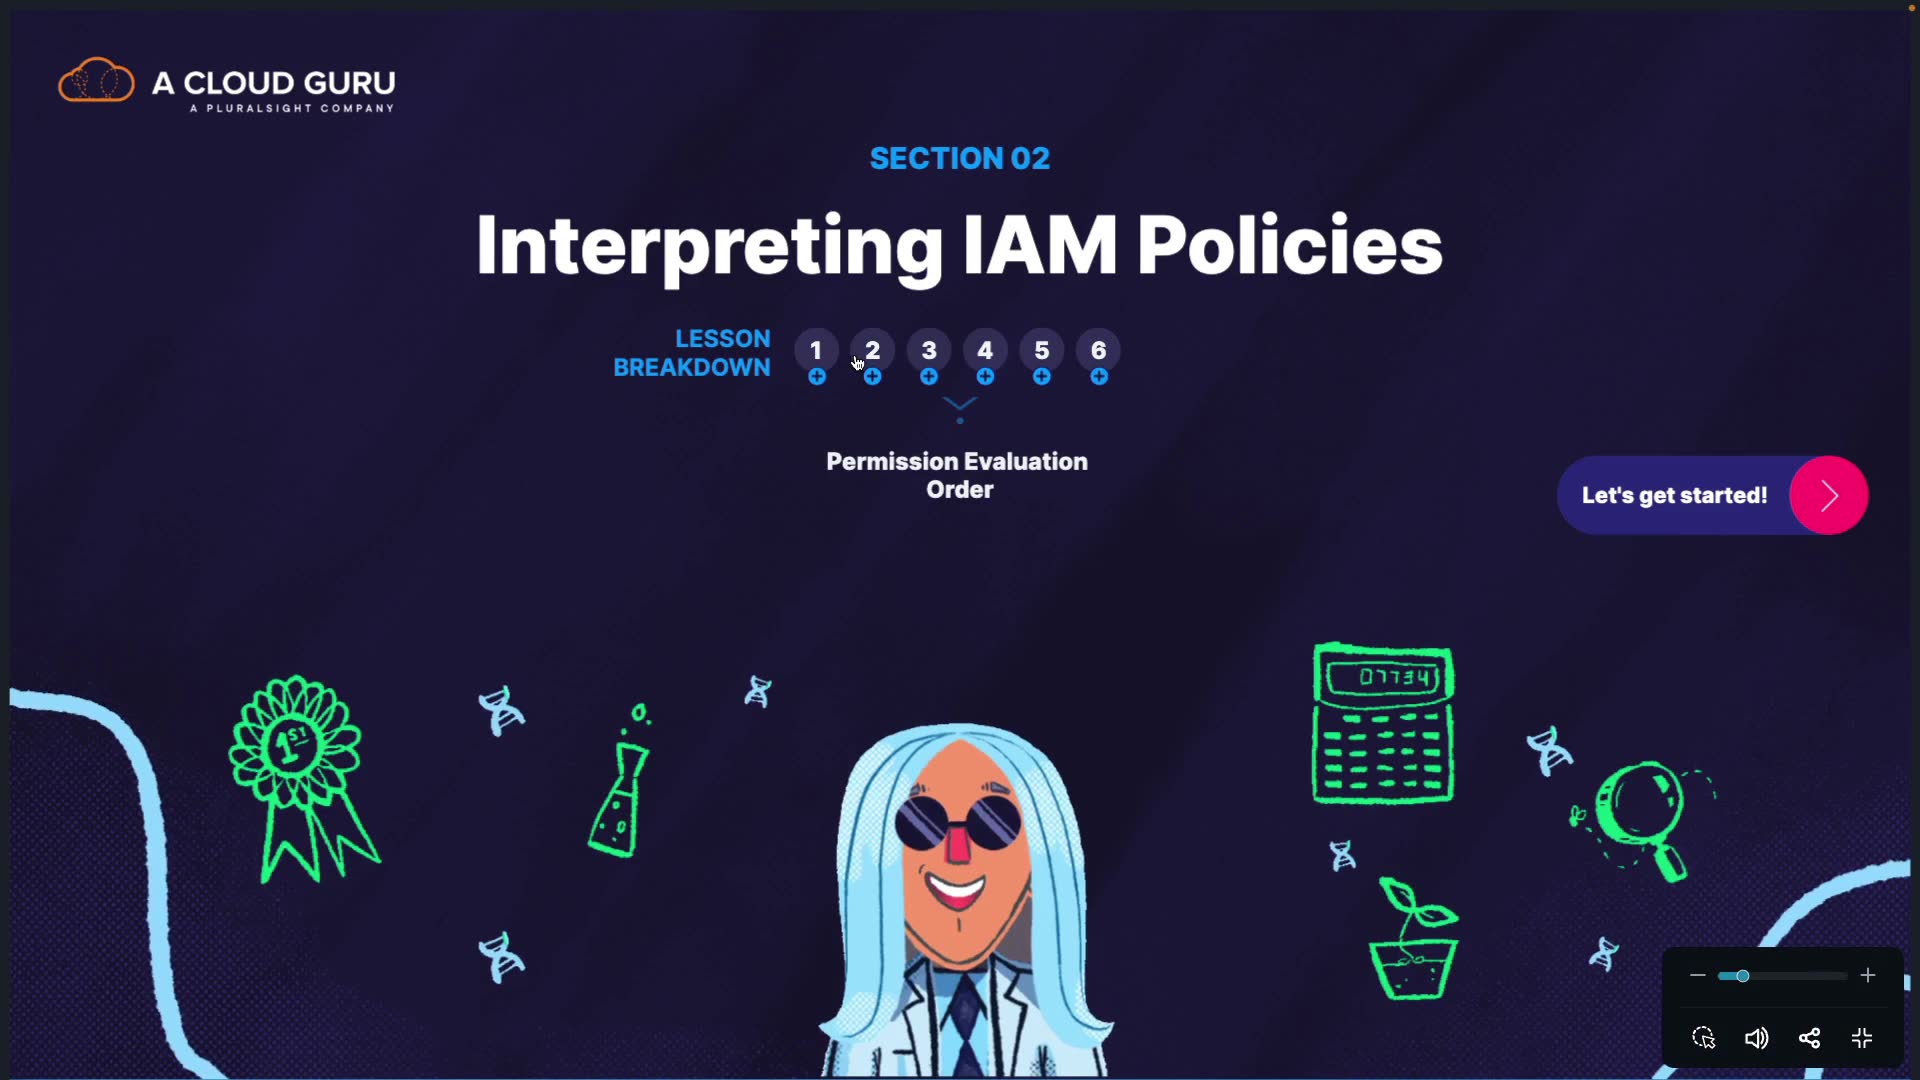 A CLOUD GURU
A PLURALSIGHT COMPANY
SECTION 02
Interpreting IAM Policies
LESSON
BREAKDOWN
1 2 3 4 5 6
Permission Evaluation
Order
Let's get started!
1ST
07734